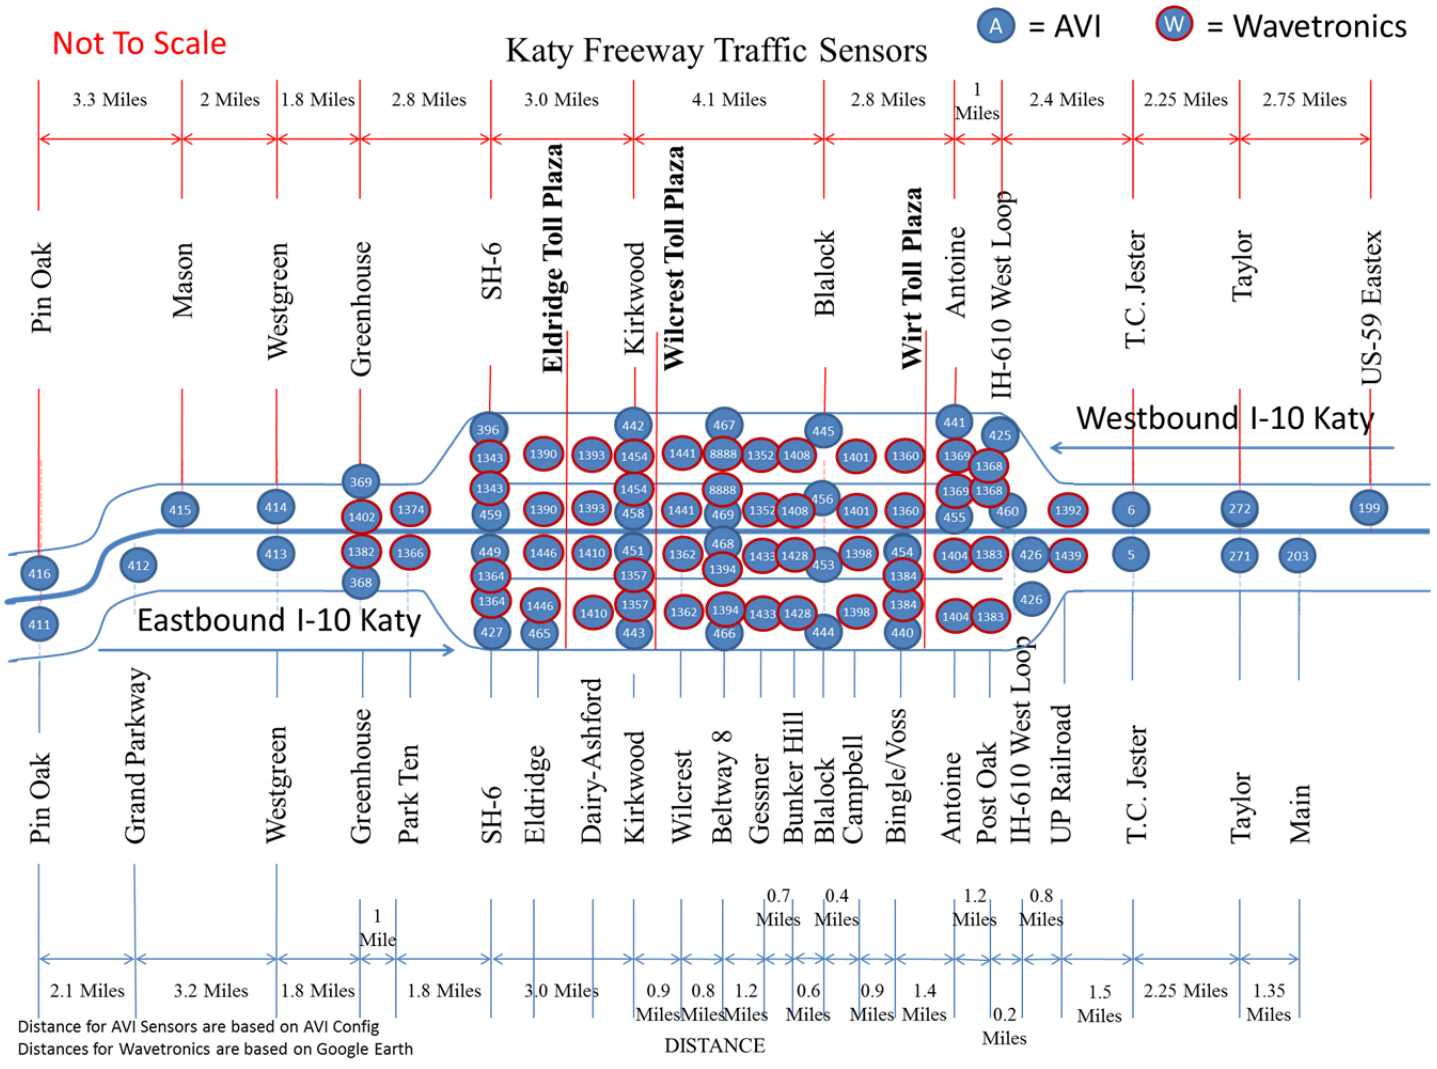 Not To Scale
Katy Freeway Traffic Sensors
A = AVI W = Wavetronics
3.3 Miles 2 Miles 1.8 Miles 2.8 Miles 3.0 Miles 4.1 Miles 2.8 Miles 1 Miles 2.4 Miles 2.25 Miles 2.75 Miles
Pin Oak
Mason
Westgreen
Greenhouse
SH-6
Eldridge Toll Plaza
Kirkwood
Wilcrest Toll Plaza
Blalock
Wirt Toll Plaza
Antoine
IH-610 West Loop
T.C. Jester
Taylor
US-59 Eastex
Westbound I-10 Katy
396 442 467 445 441 425
1343 1390 1393 1454 1441 8888 1352 1408 1401 1360 1369 1368
369 1343 1454 8888 456 1369 1368
415 414 1402 1374 459 1390 1393 458 1441 469 1352 1408 1401 1360 455 460 1392 6 272 199
416 412 413 1382 1366 449 1446 1410 451 1362 468 1433 1428 453 1398 454 1404 1383 426 1439 5 271 203
368 1364 1357 1394 1384
411 1364 1446 1410 1357 1362 1394 1433 1428 1398 1384 1404 1383 426
427 465 443 466 444 440
Eastbound I-10 Katy
Pin Oak
Grand Parkway
Westgreen
Greenhouse
Park Ten
SH-6
Eldridge
Dairy-Ashford
Kirkwood
Wilcrest
Beltway 8
Gessner
Bunker Hill
Blalock
Campbell
Bingle/Voss
Antoine
Post Oak
IH-610 West Loop
UP Railroad
T.C. Jester
Taylor
Main
1 Mile 0.7 Miles 0.4 Miles 1.2 Miles 0.8 Miles
2.1 Miles 3.2 Miles 1.8 Miles 1.8 Miles 3.0 Miles 0.9 Miles 0.8 Miles 1.2 Miles 0.6 Miles 0.9 Miles 1.4 Miles 0.2 Miles 1.5 Miles 2.25 Miles 1.35 Miles
Distance for AVI Sensors are based on AVI Config
Distances for Wavetronics are based on Google Earth
DISTANCE